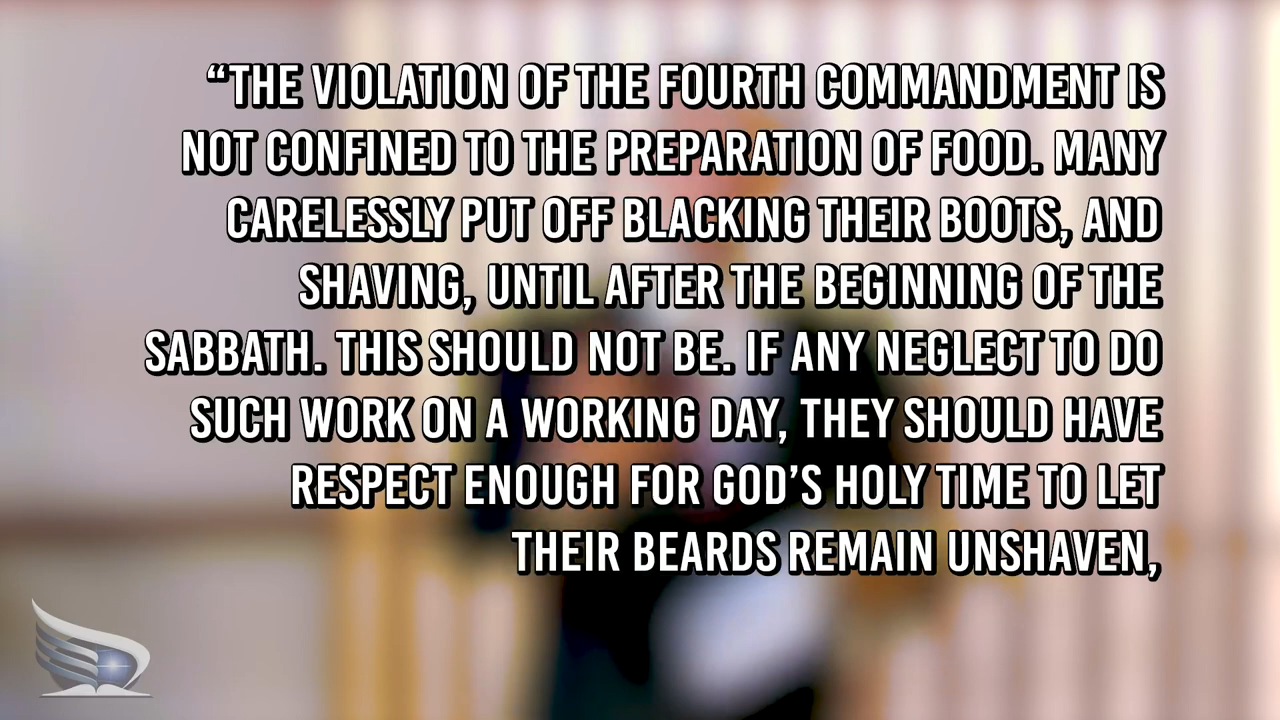 “THE VIOLATION OF THE FOURTH COMMANDMENT IS
NOT CONFINED TO THE PREPARATION OF FOOD. MANY
CARELESSLY PUT OFF BLACKING THEIR BOOTS, AND
SHAVING, UNTIL AFTER THE BEGINNING OF THE
SABBATH. THIS SHOULD NOT BE. IF ANY NEGLECT TO DO
SUCH WORK ON A WORKING DAY, THEY SHOULD HAVE
RESPECT ENOUGH FOR GOD’S HOLY TIME TO LET
THEIR BEARDS REMAIN UNSHAVEN,